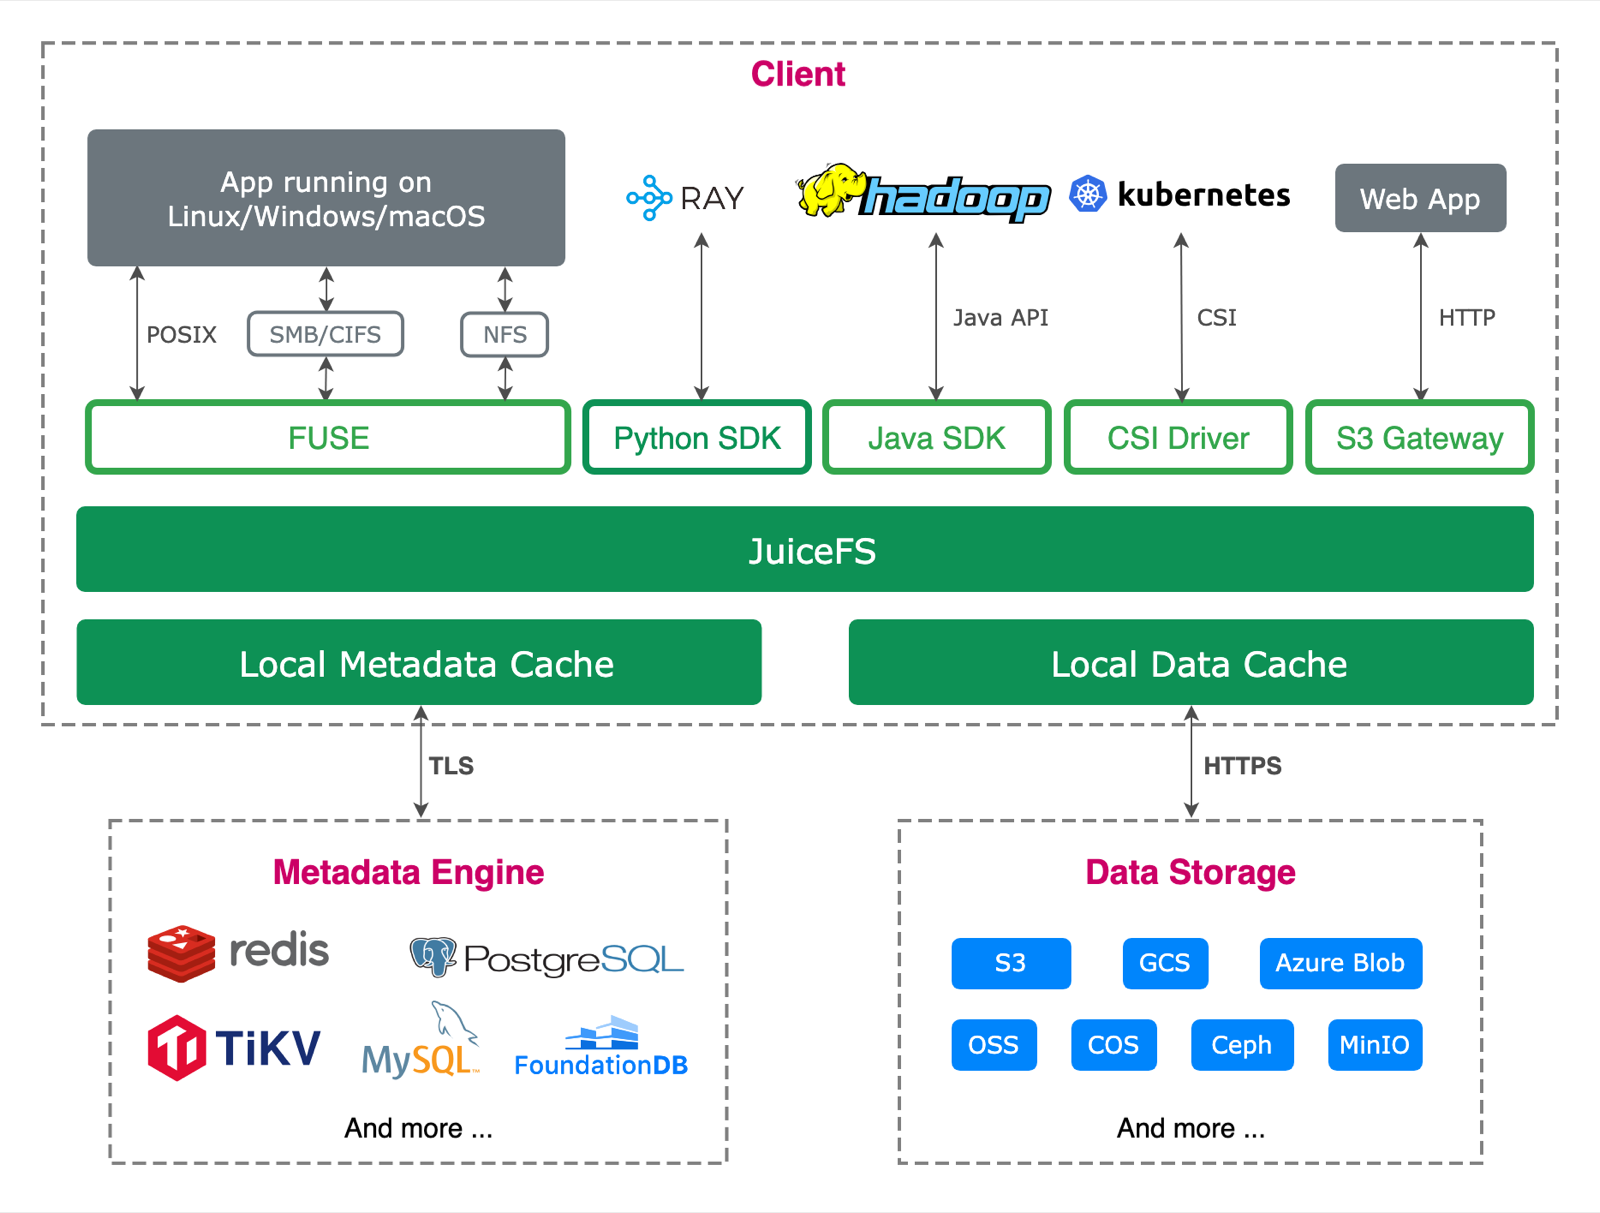 Client
App running on
Linux/Windows/macOS
RAY
hadoop
kubernetes
Web App
POSIX
SMB/CIFS
NFS
Java API
CSI
HTTP
FUSE
Python SDK
Java SDK
CSI Driver
S3 Gateway
JuiceFS
Local Metadata Cache
Local Data Cache
TLS
HTTPS
Metadata Engine
redis
PostgreSQL
TiKV
MySQL™
FoundationDB
And more ...
Data Storage
S3
GCS
Azure Blob
OSS
COS
Ceph
MinIO
And more ...